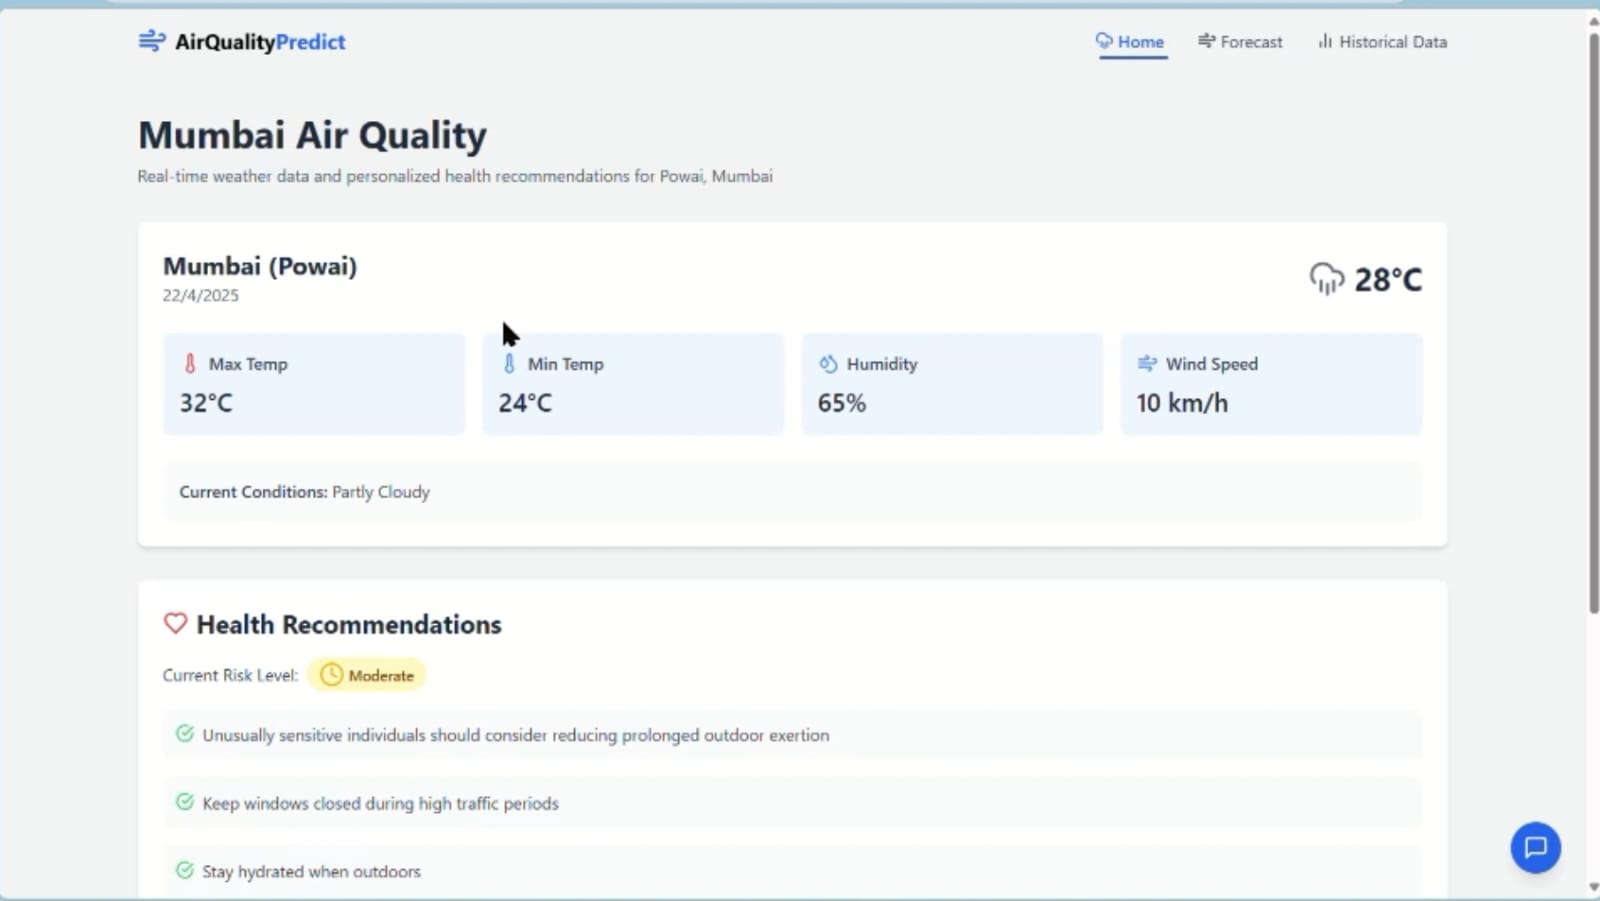 AirQualityPredict
Home
Forecast
Historical Data
Mumbai Air Quality
Real-time weather data and personalized health recommendations for Powai, Mumbai
Mumbai (Powai)
22/4/2025
28°C
Max Temp
32°C
Min Temp
24°C
Humidity
65%
Wind Speed
10 km/h
Current Conditions: Partly Cloudy
Health Recommendations
Current Risk Level: Moderate
Unusually sensitive individuals should consider reducing prolonged outdoor exertion
Keep windows closed during high traffic periods
Stay hydrated when outdoors